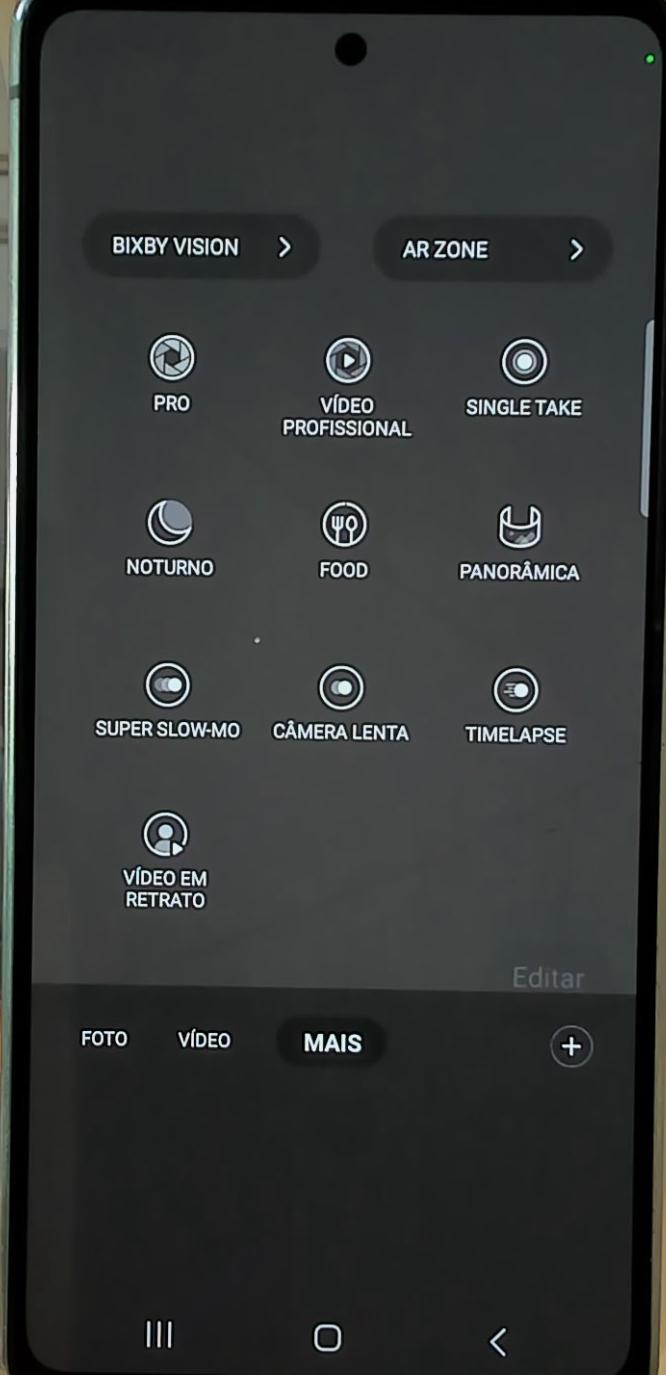 BIXBY VISION
AR ZONE
PRO
VÍDEO
PROFISSIONAL
SINGLE TAKE
NOTURNO
FOOD
PANORÂMICA
SUPER SLOW-MO
CÂMERA LENTA
TIMELAPSE
VÍDEO EM
RETRATO
Editar
FOTO
VÍDEO
MAIS